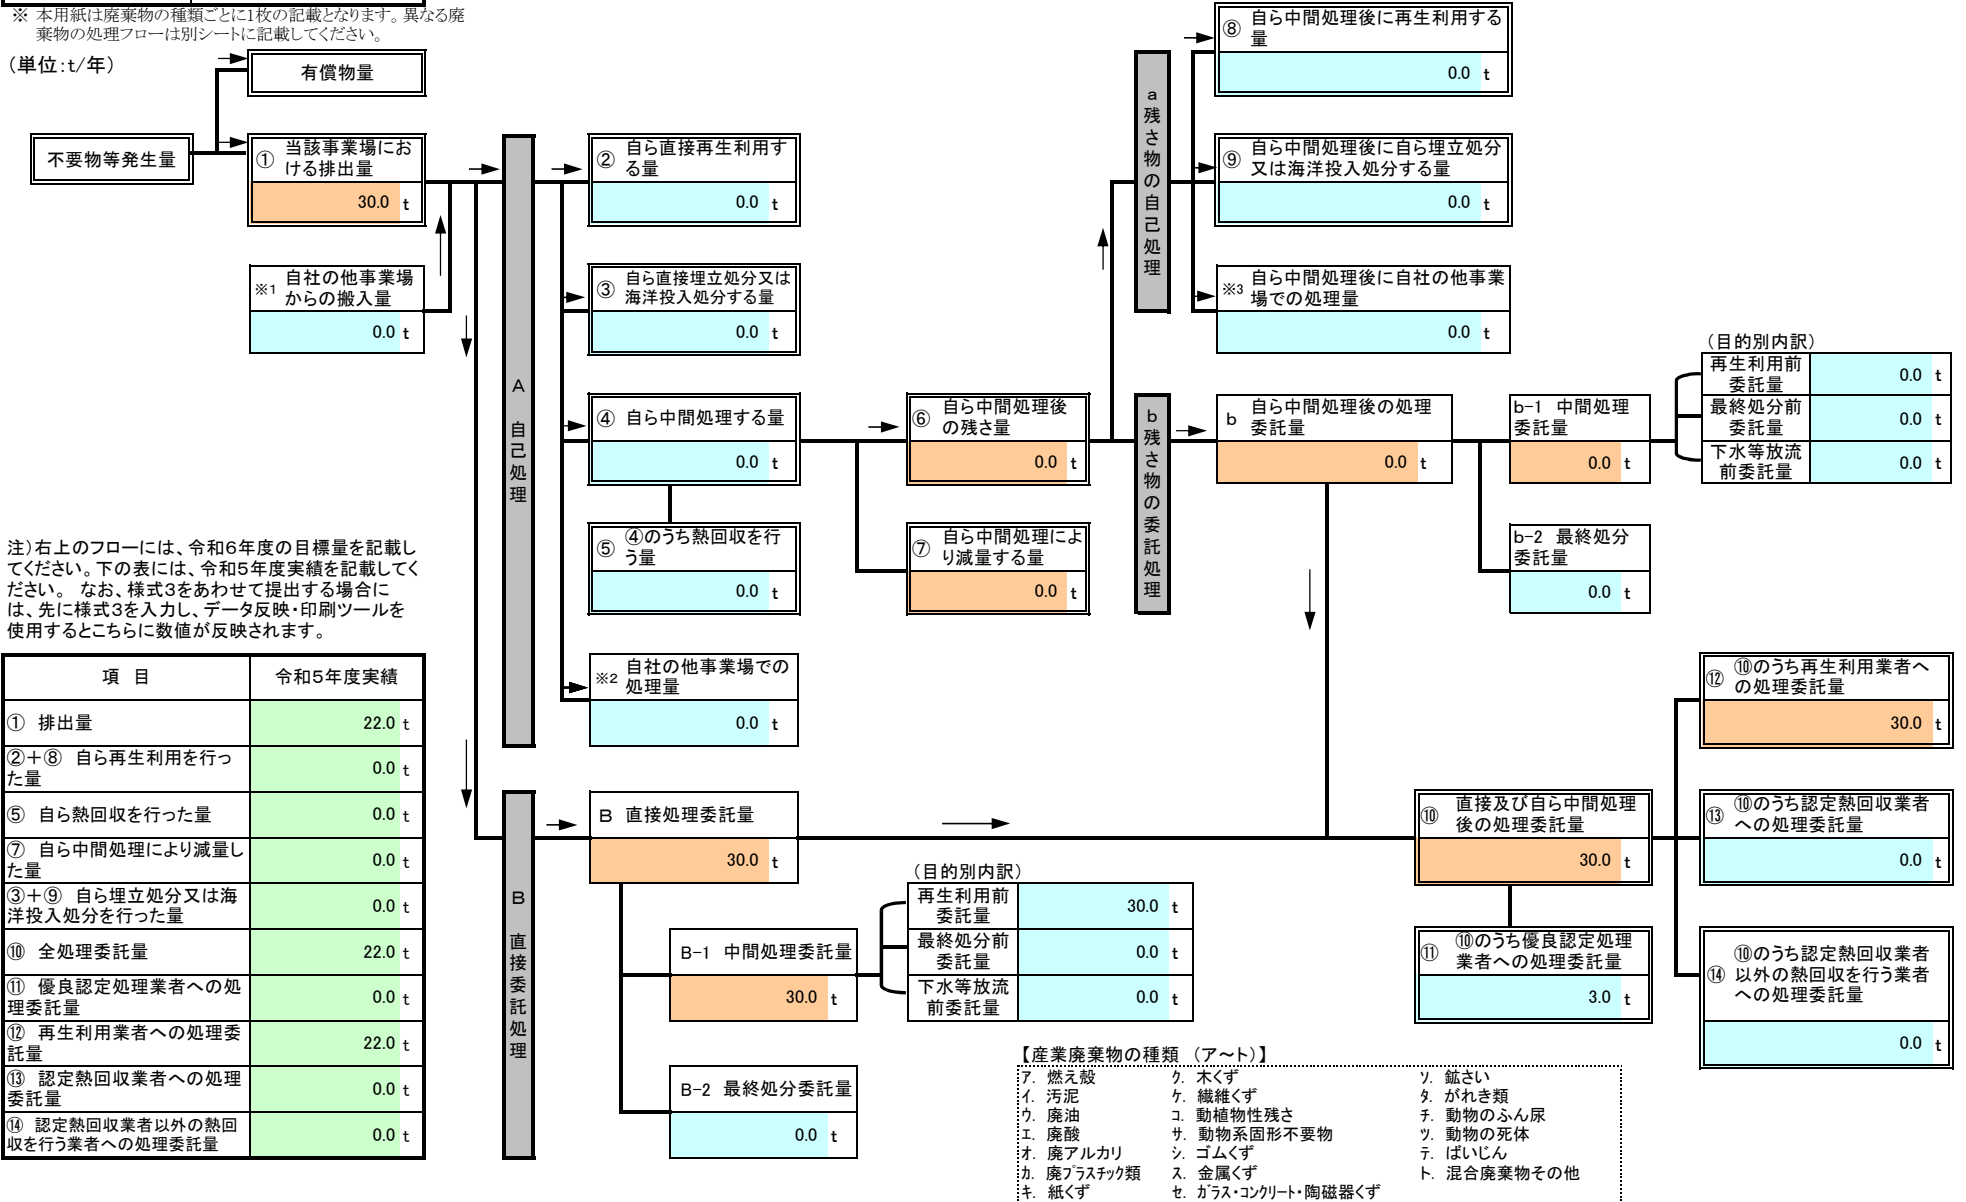 ※ 本用紙は廃棄物の種類ごとに1枚の記載となります。異なる廃
棄物の処理フローは別シートに記載してください。
(単位:t/年)
有償物量
不要物等発生量
① 当該事業場にお
ける排出量
30.0 t
※1 自社の他事業場
からの搬入量
0.0 t
A 自己処理
② 自ら直接再生利用す
る量
0.0 t
③ 自ら直接埋立処分又は
海洋投入処分する量
0.0 t
④ 自ら中間処理する量
0.0 t
⑤ ④のうち熱回収を行
う量
0.0 t
※2 自社の他事業場での
処理量
0.0 t
⑥ 自ら中間処理後
の残さ量
0.0 t
⑦ 自ら中間処理によ
り減量する量
0.0 t
a 残さ物の自己処理
⑧ 自ら中間処理後に再生利用する
量
0.0 t
⑨ 自ら中間処理後に自ら埋立処分
又は海洋投入処分する量
0.0 t
※3 自ら中間処理後に自社の他事業
場での処理量
0.0 t
b 残さ物の委託処理
b 自ら中間処理後の処理
委託量
0.0 t
b-1 中間処理
委託量
0.0 t
(目的別内訳)
再生利用前
委託量
0.0 t
最終処分前
委託量
0.0 t
下水等放流
前委託量
0.0 t
b-2 最終処分
委託量
0.0 t
注)右上のフローには、令和6年度の目標量を記載し
てください。下の表には、令和5年度実績を記載してく
ださい。 なお、様式3をあわせて提出する場合に
は、先に様式3を入力し、データ反映・印刷ツールを
使用するとこちらに数値が反映されます。
項 目 令和5年度実績
① 排出量 22.0 t
②+⑧ 自ら再生利用を行っ
た量
0.0 t
⑤ 自ら熱回収を行った量 0.0 t
⑦ 自ら中間処理により減量し
た量
0.0 t
③+⑨ 自ら埋立処分又は海
洋投入処分を行った量
0.0 t
⑩ 全処理委託量 22.0 t
⑪ 優良認定処理業者への処
理委託量
0.0 t
⑫ 再生利用業者への処理委
託量
22.0 t
⑬ 認定熱回収業者への処理
委託量
0.0 t
⑭ 認定熱回収業者以外の熱回
収を行う業者への処理委託量
0.0 t
B 直接委託処理
B 直接処理委託量
30.0 t
B-1 中間処理委託量
30.0 t
(目的別内訳)
再生利用前
委託量
30.0 t
最終処分前
委託量
0.0 t
下水等放流
前委託量
0.0 t
B-2 最終処分委託量
0.0 t
⑩ 直接及び自ら中間処理
後の処理委託量
30.0 t
⑪ ⑩のうち優良認定処理
業者への処理委託量
3.0 t
⑫ ⑩のうち再生利用業者へ
の処理委託量
30.0 t
⑬ ⑩のうち認定熱回収業者
への処理委託量
0.0 t
⑭ ⑩のうち認定熱回収業者
以外の熱回収を行う業者
への処理委託量
0.0 t
【産業廃棄物の種類 (ア~ト)】
ア. 燃え殻 ク. 木くず ソ. 鉱さい
イ. 汚泥 ケ. 繊維くず タ. がれき類
ウ. 廃油 コ. 動植物性残さ チ. 動物のふん尿
エ. 廃酸 サ. 動物系固形不要物 ツ. 動物の死体
オ. 廃アルカリ シ. ゴムくず テ. ばいじん
カ. 廃プラスチック類 ス. 金属くず ト. 混合廃棄物その他
キ. 紙くず セ. ガラス・コンクリート・陶磁器くず